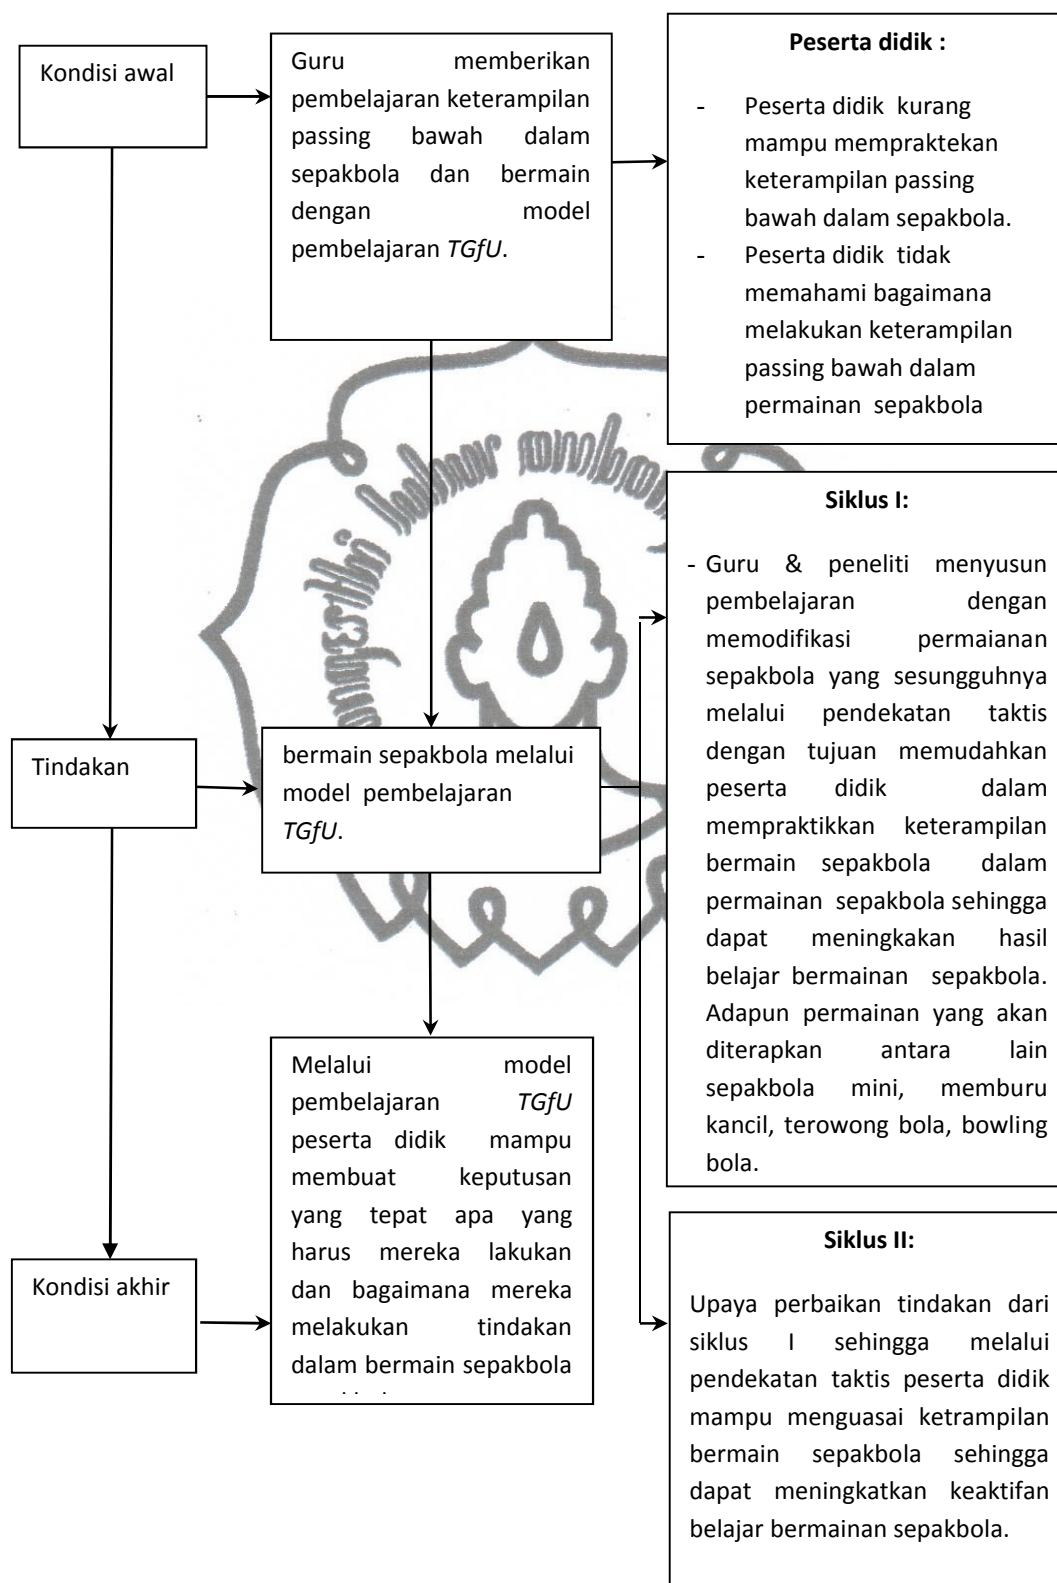 Kondisi awal
Guru memberikan
pembelajaran keterampilan
passing bawah dalam
sepakbola dan bermain
dengan model
pembelajaran TGfU.
Peserta didik :
- Peserta didik kurang
mampu mempraktekan
keterampilan passing
bawah dalam sepakbola.
- Peserta didik tidak
memahami bagaimana
melakukan keterampilan
passing bawah dalam
permainan sepakbola
Tindakan
bermain sepakbola melalui
model pembelajaran
TGfU.
Siklus I:
- Guru & peneliti menyusun
pembelajaran dengan
memodifikasi permaianan
sepakbola yang sesungguhnya
melalui pendekatan taktis
dengan tujuan memudahkan
peserta didik dalam
mempraktikkan keterampilan
bermain sepakbola dalam
permainan sepakbola sehingga
dapat meningkakan hasil
belajar bermainan sepakbola.
Adapun permainan yang akan
diterapkan antara lain
sepakbola mini, memburu
kancil, terowong bola, bowling
bola.
Kondisi akhir
Melalui model
pembelajaran TGfU
peserta didik mampu
membuat keputusan
yang tepat apa yang
harus mereka lakukan
dan bagaimana mereka
melakukan tindakan
dalam bermain sepakbola
Siklus II:
Upaya perbaikan tindakan dari
siklus I sehingga melalui
pendekatan taktis peserta didik
mampu menguasai ketrampilan
bermain sepakbola sehingga
dapat meningkatkan keaktifan
belajar bermainan sepakbola.